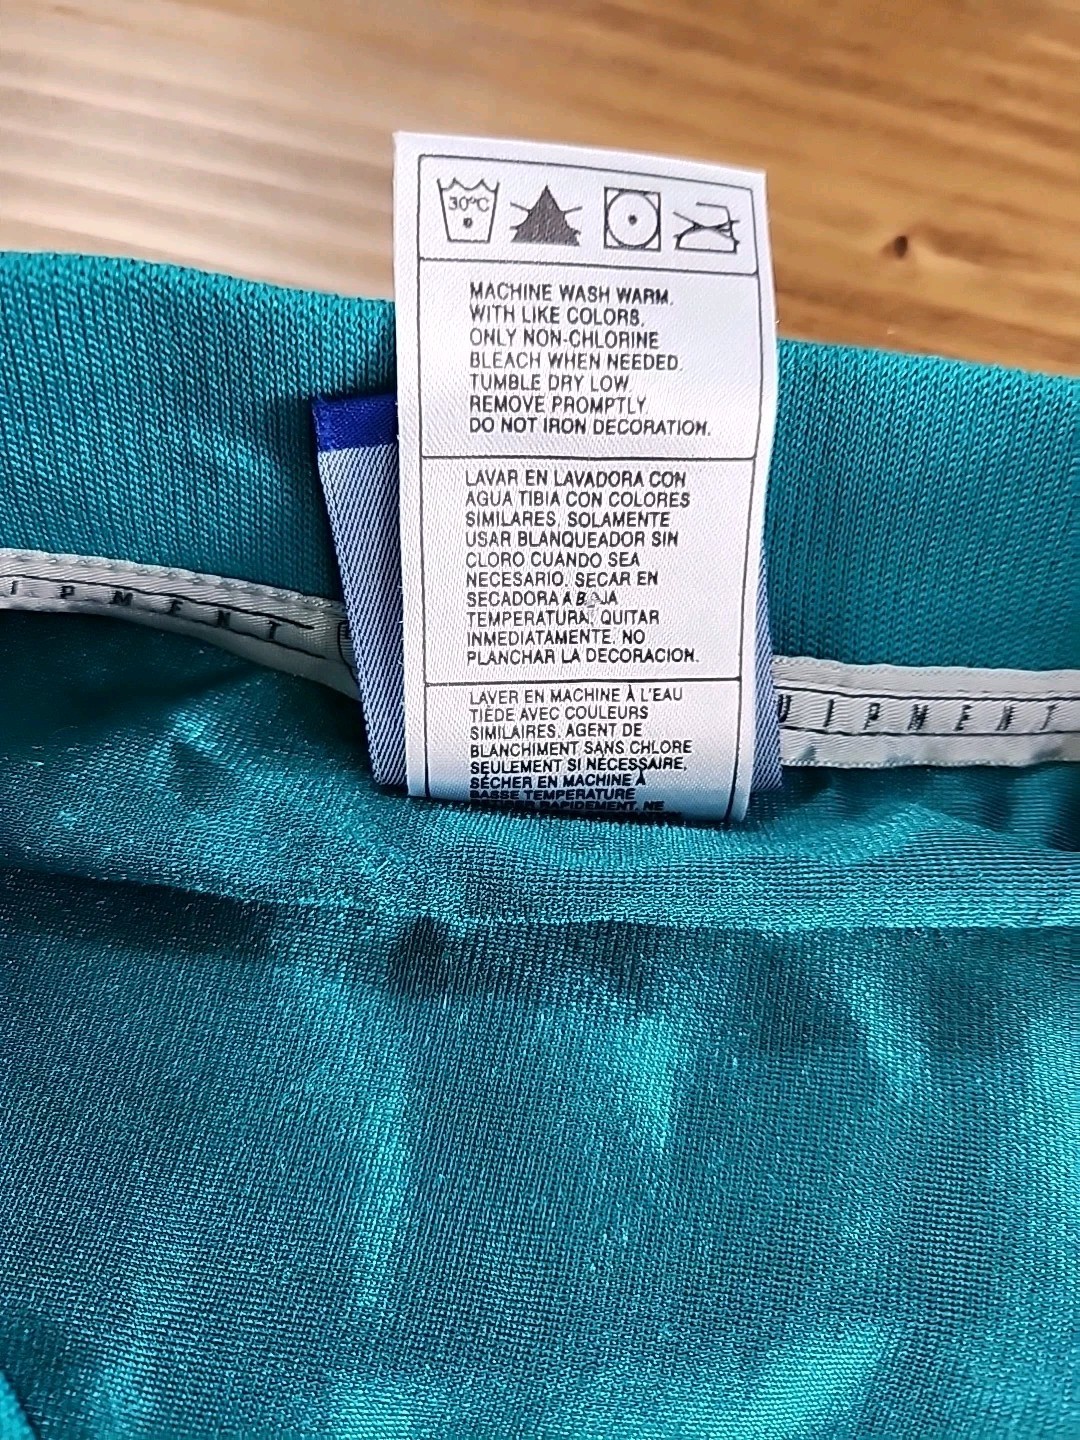 30°C
MACHINE WASH WARM.
WITH LIKE COLORS.
ONLY NON-CHLORINE
BLEACH WHEN NEEDED.
TUMBLE DRY LOW.
REMOVE PROMPTLY.
DO NOT IRON DECORATION.
LAVAR EN LAVADORA CON
AGUA TIBIA CON COLORES
SIMILARES. SOLAMENTE
USAR BLANQUEADOR SIN
CLORO CUANDO SEA
NECESARIO. SECAR EN
SECADORA A BAJA
TEMPERATURA. QUITAR
INMEDIATAMENTE. NO
PLANCHAR LA DECORACION.
LAVER EN MACHINE À L'EAU
TIÈDE AVEC COULEURS
SIMILAIRES. AGENT DE
BLANCHIMENT SANS CHLORE
SEULEMENT SI NÉCESSAIRE.
SÉCHER EN MACHINE À
BASSE TEMPERATURE
RAPIDEMENT. NE
IPMENT
UIPMENT